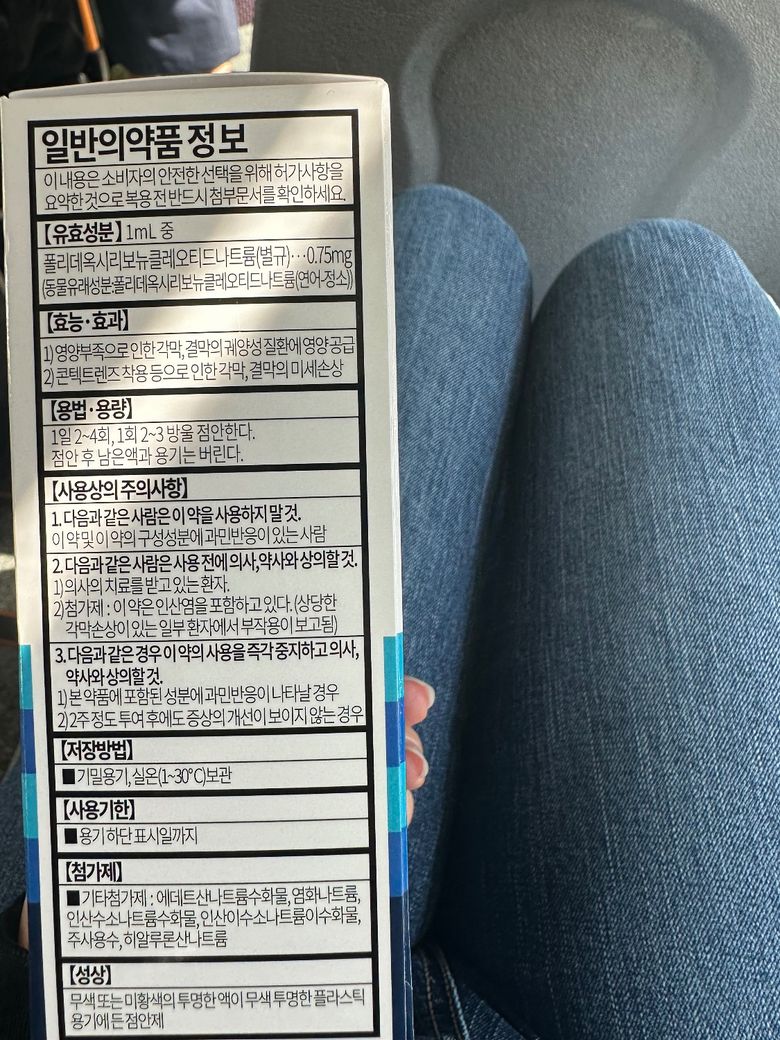 일반의약품 정보
이 내용은 소비자의 안전한 선택을 위해 허가사항을
요약한 것으로 복용 전 반드시 첨부문서를 확인하세요.
【유효성분】 1mL 중
폴리데옥시리보뉴클레오티드나트륨(별규)…0.75mg
(동물유래성분:폴리데옥시리보뉴클레오티드나트륨(연어-정소))
【효능·효과】
1) 영양부족으로 인한 각막, 결막의 궤양성 질환에 영양 공급
2) 콘텍트렌즈 착용 등으로 인한 각막, 결막의 미세손상
【용법·용량】
1일 2~4회, 1회 2~3 방울 점안한다.
점안 후 남은액과 용기는 버린다.
【사용상의 주의사항】
1. 다음과 같은 사람은 이 약을 사용하지 말 것.
이 약 및 이 약의 구성성분에 과민반응이 있는 사람
2. 다음과 같은 사람은 사용 전에 의사, 약사와 상의할 것.
1) 의사의 치료를 받고 있는 환자.
2) 첨가제 : 이 약은 인산염을 포함하고 있다. (상당한
각막손상이 있는 일부 환자에서 부작용이 보고됨)
3. 다음과 같은 경우 이 약의 사용을 즉각 중지하고 의사,
약사와 상의할 것.
1) 본 약품에 포함된 성분에 과민반응이 나타날 경우
2) 2주 정도 투여 후에도 증상의 개선이 보이지 않는 경우
【저장방법】
■ 기밀용기, 실온(1~30℃)보관
【사용기한】
■ 용기 하단 표시일까지
【첨가제】
■ 기타첨가제 : 에데트산나트륨수화물, 염화나트륨,
인산수소나트륨수화물, 인산이수소나트륨이수화물,
주사용수, 히알루론산나트륨
【성상】
무색 또는 미황색의 투명한 액이 무색 투명한 플라스틱
용기에 든 점안제